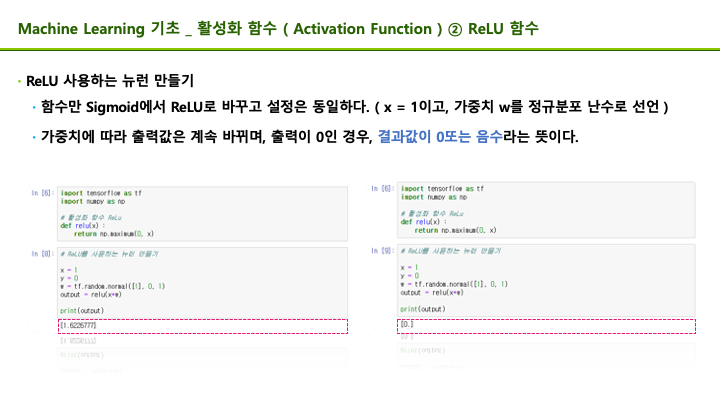 Machine Learning 기초 _ 활성화 함수 ( Activation Function ) ② ReLU 함수
• ReLU 사용하는 뉴런 만들기
• 함수만 Sigmoid에서 ReLU로 바꾸고 설정은 동일하다. ( x = 1이고, 가중치 w를 정규분포 난수로 선언 )
• 가중치에 따라 출력값은 계속 바뀌며, 출력이 0인 경우, 결과값이 0또는 음수라는 뜻이다.
In [6]: import tensorflow as tf
import numpy as np
# 활성화 함수 ReLu
def relu(x) :
return np.maximum(0, x)
In [8]: # ReLU를 사용하는 뉴런 만들기
x = 1
y = 0
w = tf.random.normal([1], 0, 1)
output = relu(x*w)
print(output)
[1.6226777]
In [6]: import tensorflow as tf
import numpy as np
# 활성화 함수 ReLu
def relu(x) :
return np.maximum(0, x)
In [9]: # ReLU를 사용하는 뉴런 만들기
x = 1
y = 0
w = tf.random.normal([1], 0, 1)
output = relu(x*w)
print(output)
[0.]